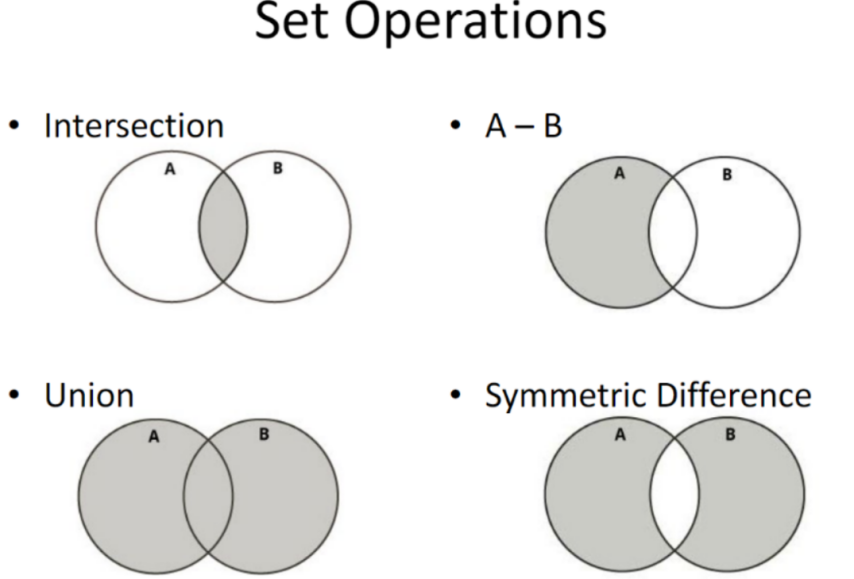 Set Operations
• Intersection
A B
• A – B
A B
• Union
A B
• Symmetric Difference
A B